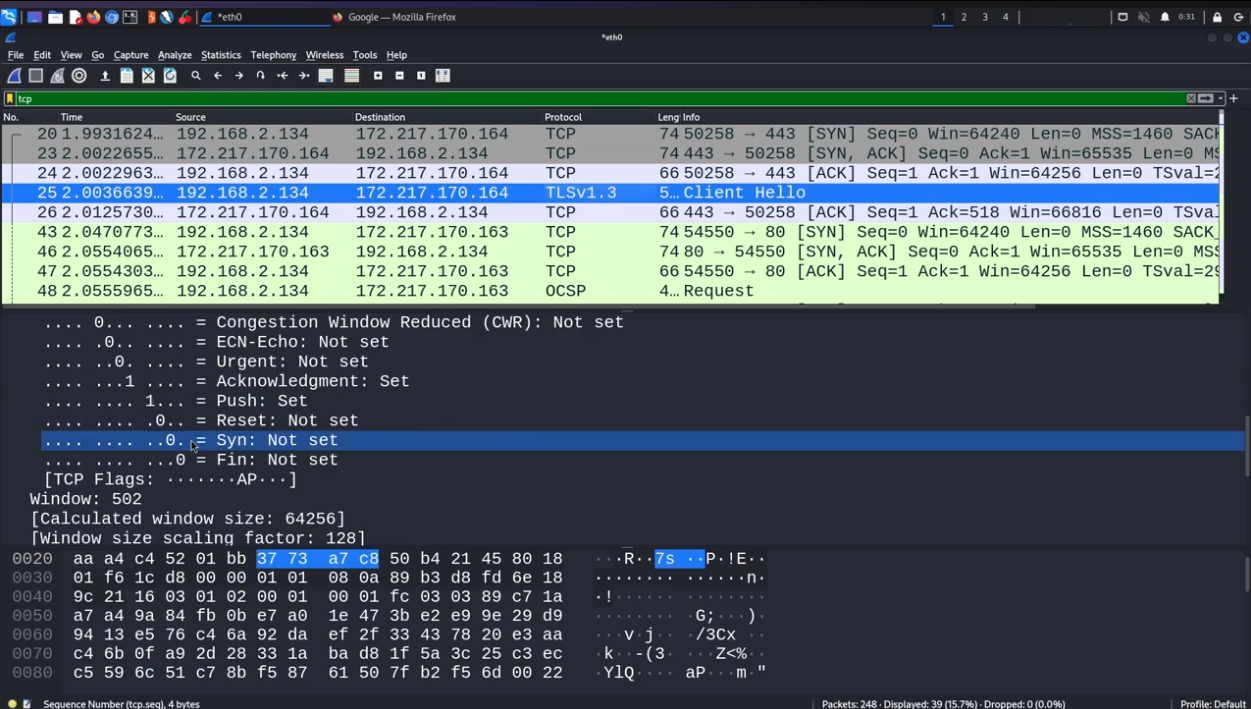 *eth0
Google — Mozilla Firefox
1 2 3 4
0:31
*eth0
File Edit View Go Capture Analyze Statistics Telephony Wireless Tools Help
tcp
No. Time Source Destination Protocol Leng Info
20 1.9931624… 192.168.2.134 172.217.170.164 TCP 74 50258 → 443 [SYN] Seq=0 Win=64240 Len=0 MSS=1460 SACK
23 2.0022655… 172.217.170.164 192.168.2.134 TCP 74 443 → 50258 [SYN, ACK] Seq=0 Ack=1 Win=65535 Len=0 MS
24 2.0022963… 192.168.2.134 172.217.170.164 TCP 66 50258 → 443 [ACK] Seq=1 Ack=1 Win=64256 Len=0 TSval=2
25 2.0036639… 192.168.2.134 172.217.170.164 TLSv1.3 5… Client Hello
26 2.0125730… 172.217.170.164 192.168.2.134 TCP 66 443 → 50258 [ACK] Seq=1 Ack=518 Win=66816 Len=0 TSval
43 2.0470773… 192.168.2.134 172.217.170.163 TCP 74 54550 → 80 [SYN] Seq=0 Win=64240 Len=0 MSS=1460 SACK_
46 2.0554065… 172.217.170.163 192.168.2.134 TCP 74 80 → 54550 [SYN, ACK] Seq=0 Ack=1 Win=65535 Len=0 MSS
47 2.0554303… 192.168.2.134 172.217.170.163 TCP 66 54550 → 80 [ACK] Seq=1 Ack=1 Win=64256 Len=0 TSval=29
48 2.0555965… 192.168.2.134 172.217.170.163 OCSP 4… Request
.... 0... .... = Congestion Window Reduced (CWR): Not set
.... .0.. .... = ECN-Echo: Not set
.... ..0. .... = Urgent: Not set
.... ...1 .... = Acknowledgment: Set
.... .... 1... = Push: Set
.... .... .0.. = Reset: Not set
.... .... ..0. = Syn: Not set
.... .... ...0 = Fin: Not set
[TCP Flags: ·······AP···]
Window: 502
[Calculated window size: 64256]
[Window size scaling factor: 128]
0020 aa a4 c4 52 01 bb 37 73 a7 c8 50 b4 21 45 80 18 ···R··7s ··P·!E··
0030 01 f6 1c d8 00 00 01 01 08 0a 89 b3 d8 fd 6e 18 ········ ······n·
0040 9c 21 16 03 01 02 00 01 00 01 fc 03 03 89 c7 1a ·!······ ········
0050 a7 a4 9a 84 fb 0b e7 a0 1e 47 3b e2 e9 9e 29 d9 ········ ·G;···)·
0060 94 13 e5 76 c4 6a 92 da ef 2f 33 43 78 20 e3 aa ···v·j·· ·/3Cx ··
0070 c4 6b 0f a9 2d 28 33 1a ba d8 1f 5a 3c 25 c3 ec ·k··-(3· ···Z<%··
0080 c5 59 6c 51 c7 8b f5 87 61 50 7f b2 f5 6d 00 22 ·YlQ···· aP···m·"
Sequence Number (tcp.seq), 4 bytes
Packets: 248 · Displayed: 39 (15.7%) · Dropped: 0 (0.0%)
Profile: Default